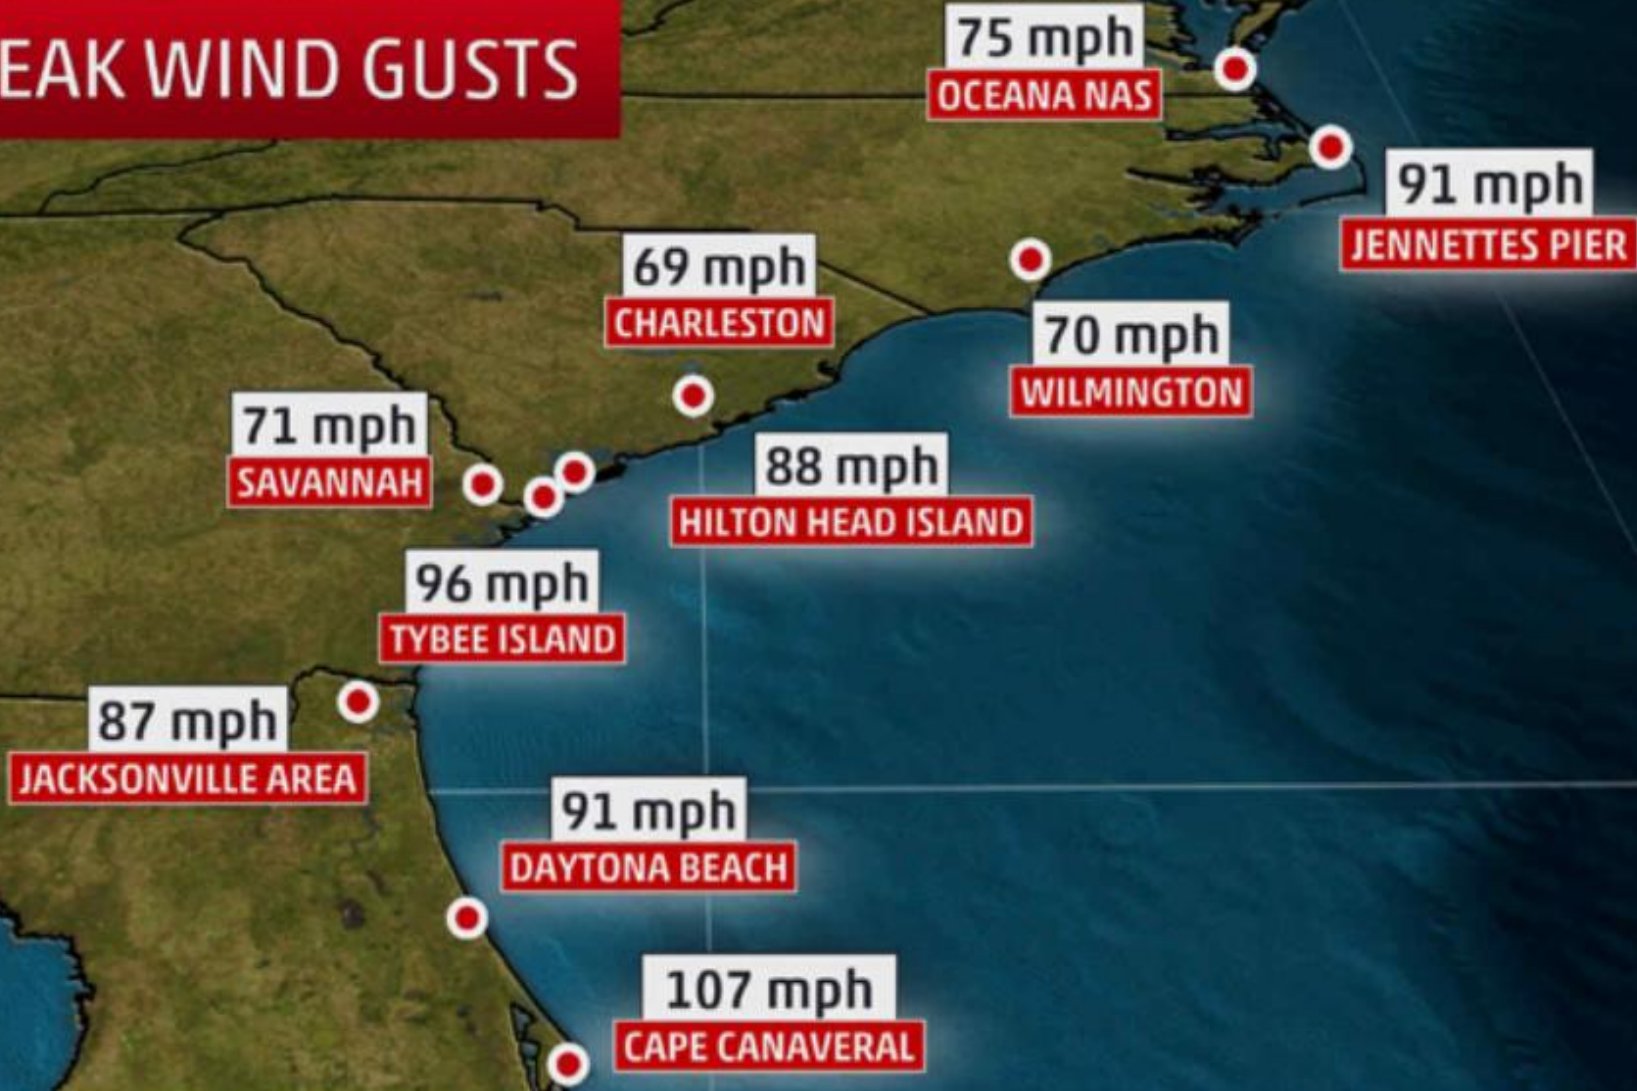 EAK WIND GUSTS
75 mph
OCEANA NAS
91 mph
JENNETTES PIER
69 mph
CHARLESTON
70 mph
WILMINGTON
71 mph
SAVANNAH
88 mph
HILTON HEAD ISLAND
96 mph
TYBEE ISLAND
87 mph
JACKSONVILLE AREA
91 mph
DAYTONA BEACH
107 mph
CAPE CANAVERAL